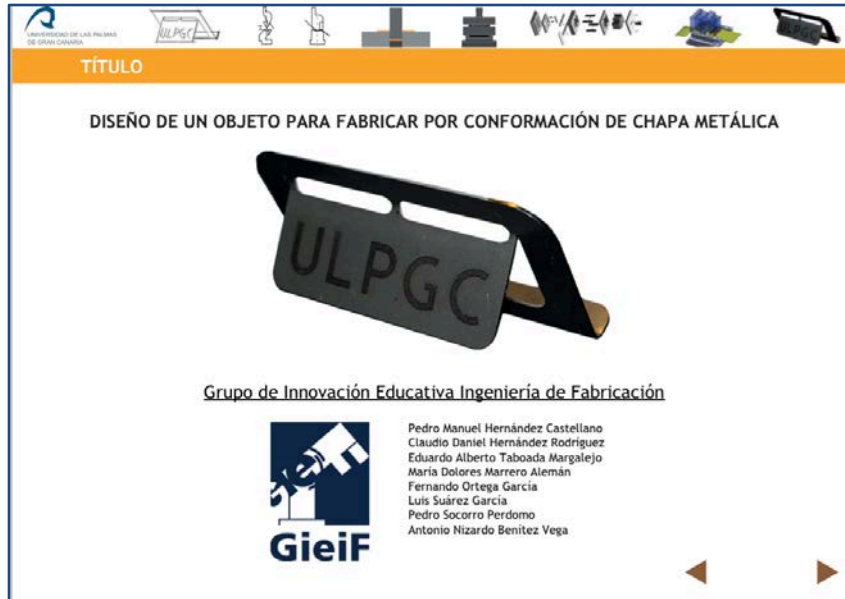 UNIVERSIDAD DE LAS PALMAS
DE GRAN CANARIA
ULPGC
ULPGC
TÍTULO
DISEÑO DE UN OBJETO PARA FABRICAR POR CONFORMACIÓN DE CHAPA METÁLICA
ULPGC
Grupo de Innovación Educativa Ingeniería de Fabricación
Pedro Manuel Hernández Castellano
Claudio Daniel Hernández Rodríguez
Eduardo Alberto Taboada Margalejo
María Dolores Marrero Alemán
Fernando Ortega García
Luis Suárez García
Pedro Socorro Perdomo
Antonio Nizardo Benítez Vega
GieiF
GieiF